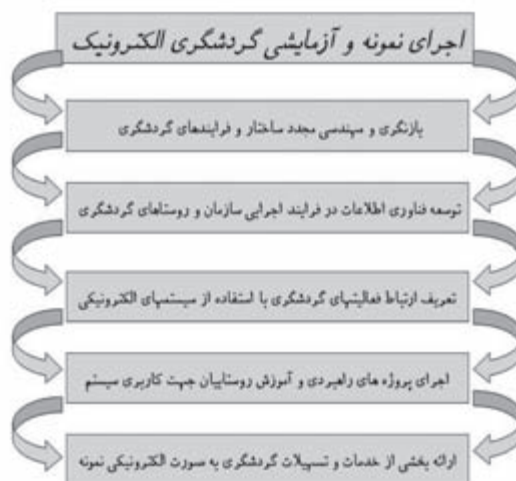 اجرای نمونه و آزمایشی گردشگری الکترونیک
بازنگری و مهندسی مجدد ساختار و فرایندهای گردشگری
توسعه فناوری اطلاعات در فرایند اجرایی سازمان و روستاهای گردشگری
تعریف ارتباط فعالیتهای گردشگری با استفاده از سیستمهای الکترونیکی
اجرای پروژه های راهبردی و آموزش روستاییان جهت کاربری سیستم
ارائه بخشی از خدمات و تسهیلات گردشگری به صورت الکترونیکی نمونه